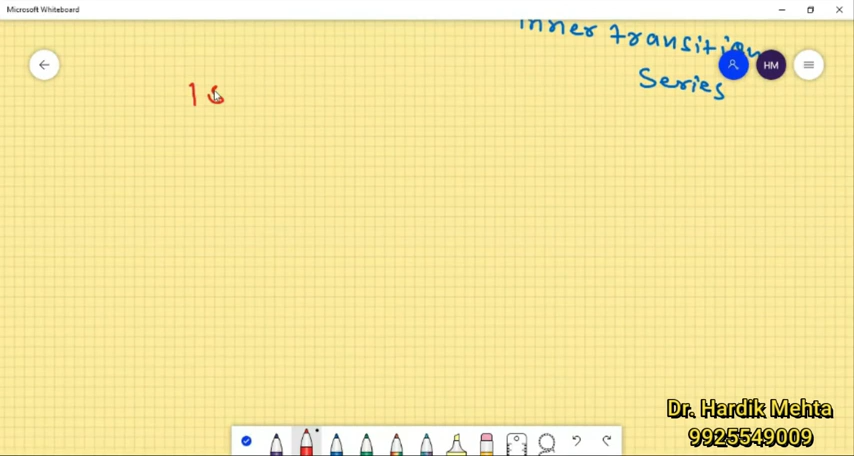 Microsoft Whiteboard
inner transition
Series
HM
Dr. Hardik Mehta
9925549009